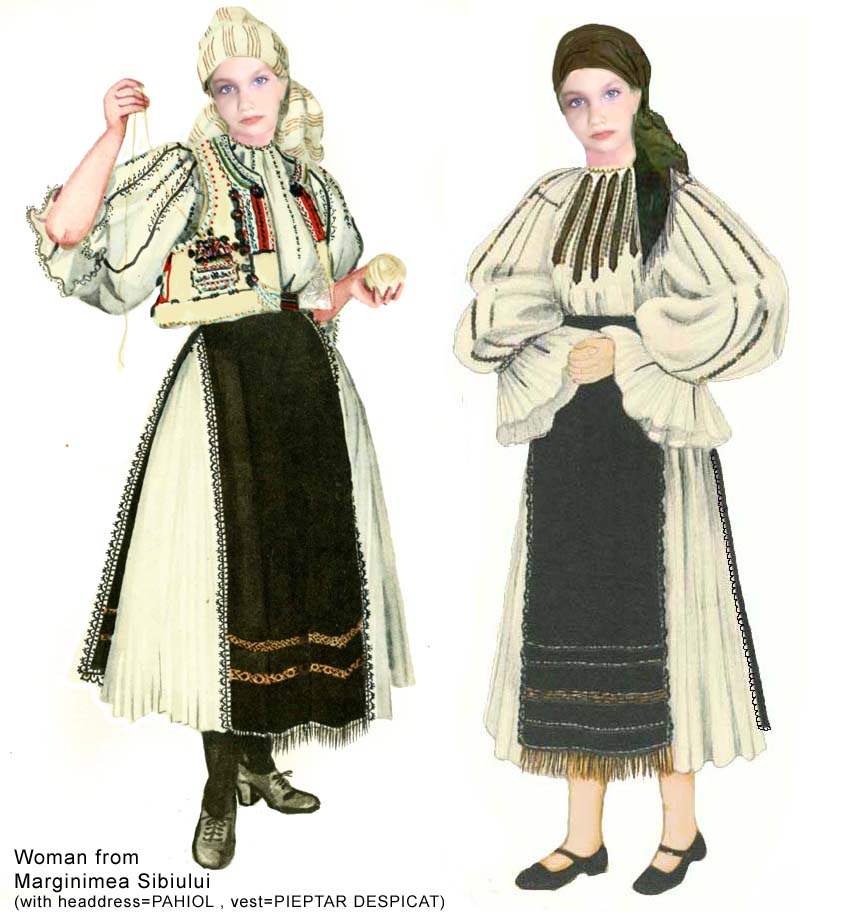 Woman from
Marginimea Sibiului
(with headdress=PAHIOL , vest=PIEPTAR DESPICAT)